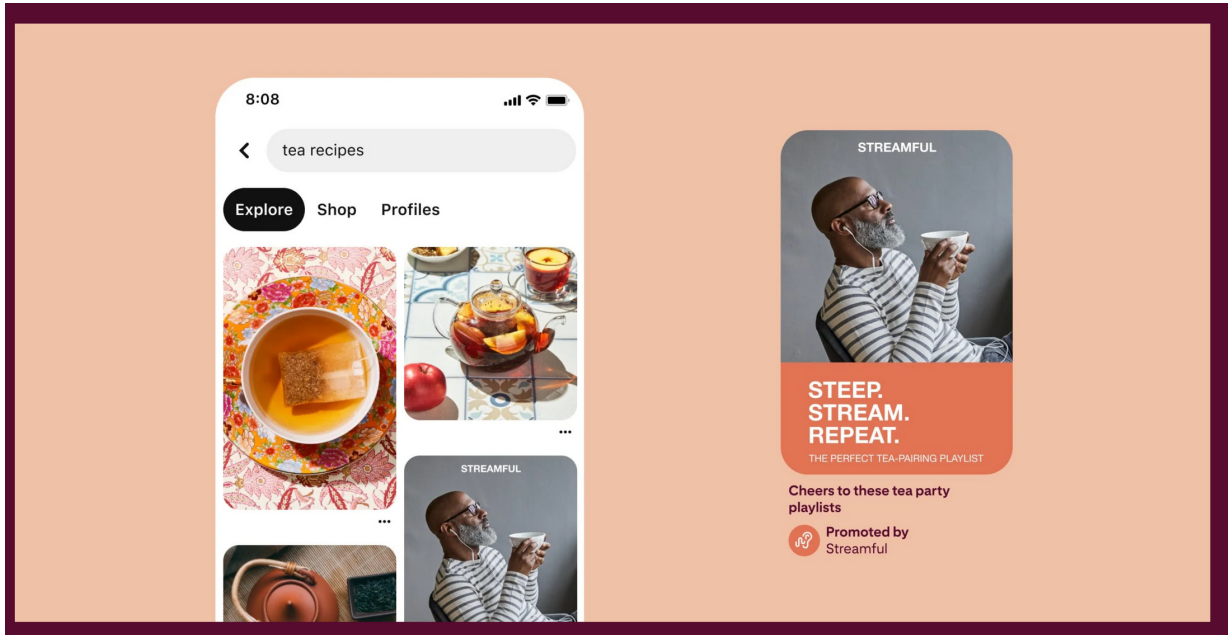 8:08
tea recipes
Explore Shop Profiles
...
STREAMFUL
...
STREAMFUL
STEEP.
STREAM.
REPEAT.
THE PERFECT TEA-PAIRING PLAYLIST
Cheers to these tea party
playlists
Promoted by
Streamful